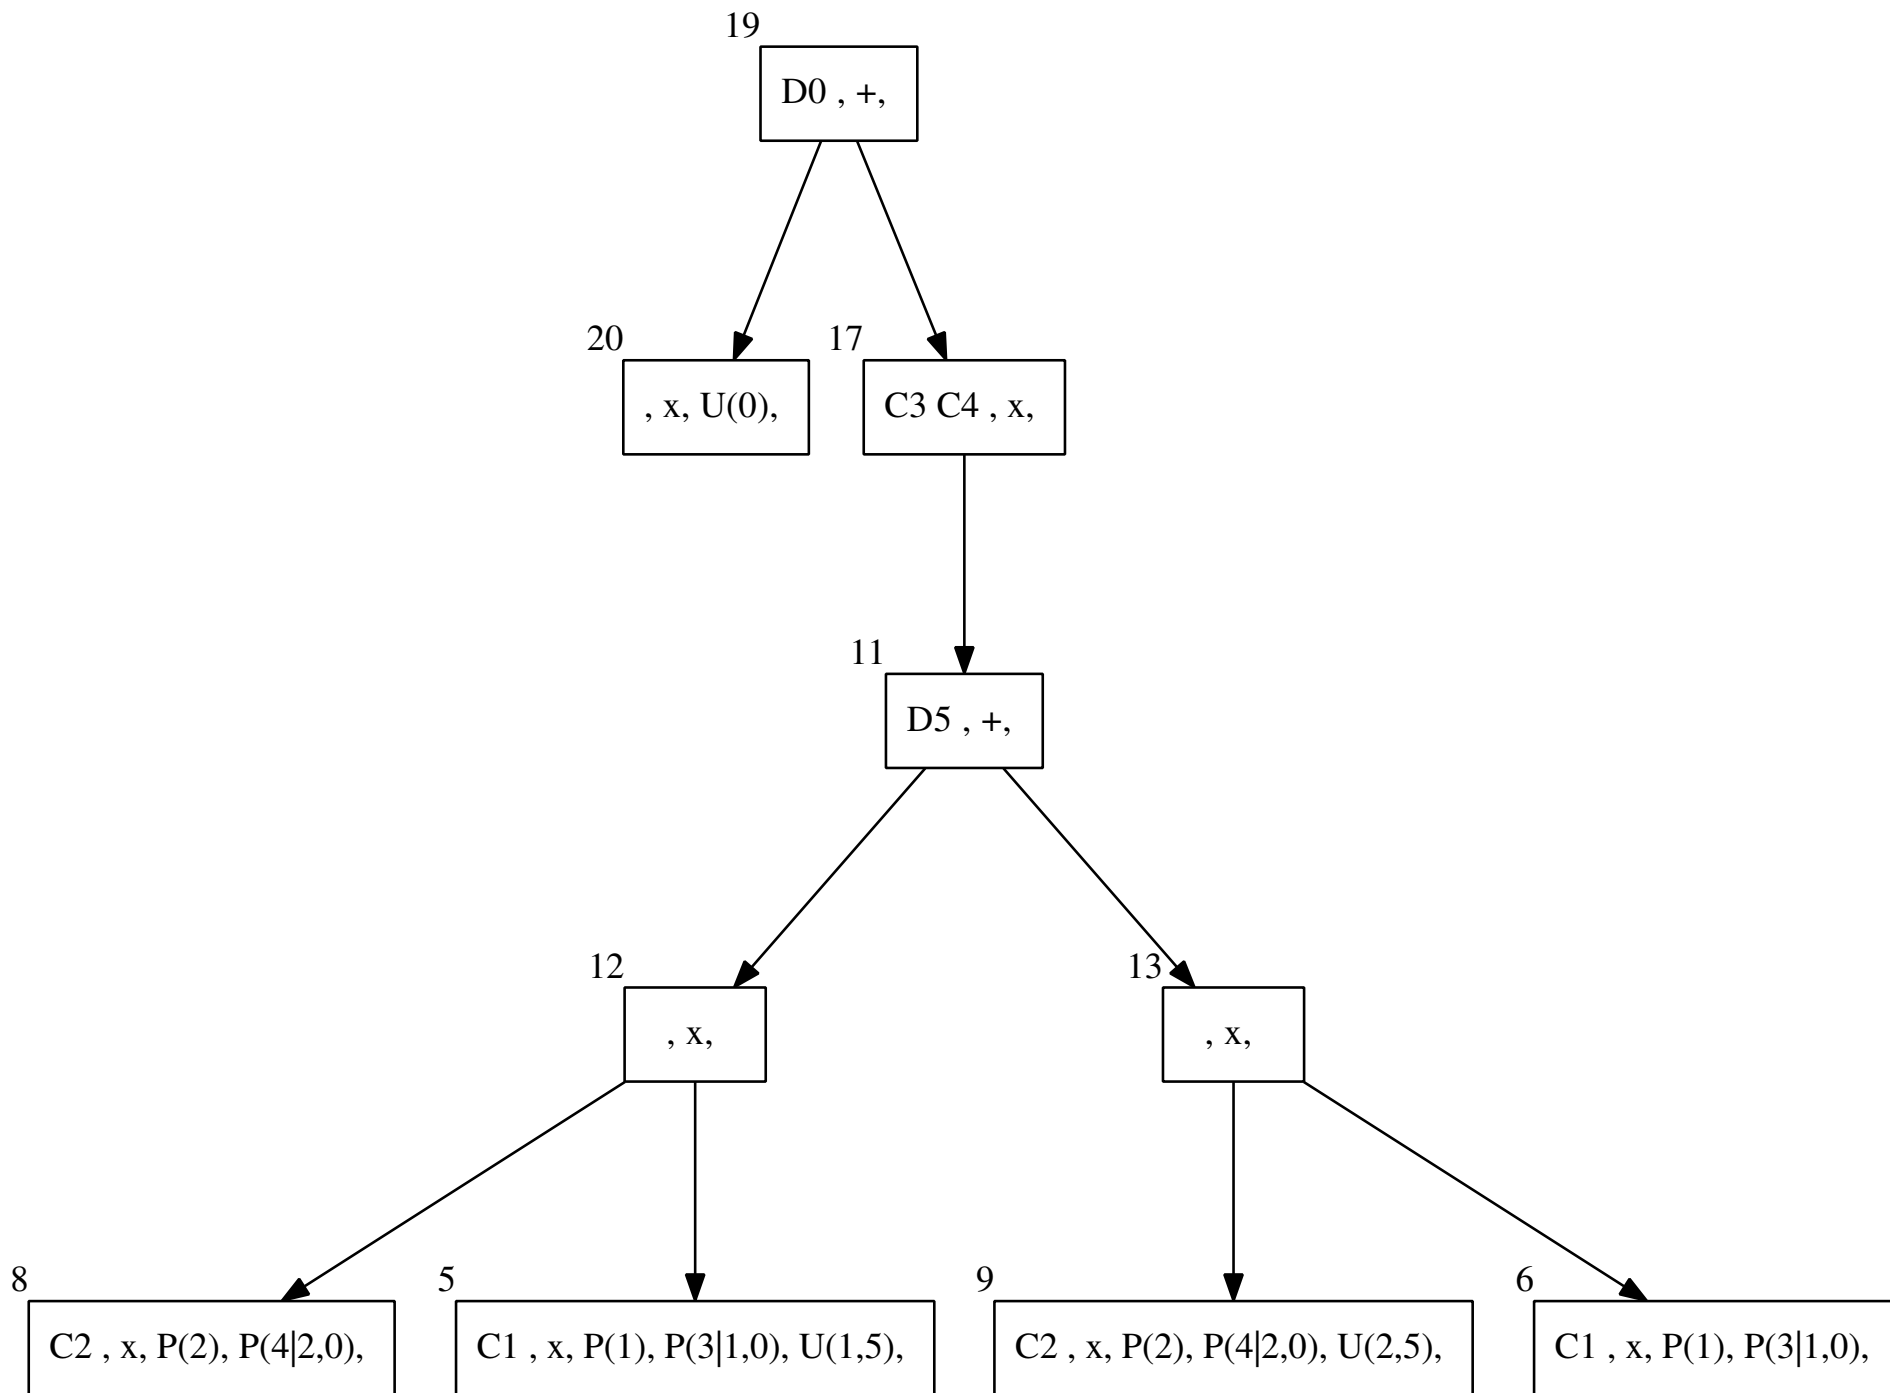 19
D0 , +,
20
, x, U(0),
17
C3 C4 , x,
11
D5 , +,
12
, x,
13
, x,
8
C2 , x, P(2), P(4|2,0),
5
C1 , x, P(1), P(3|1,0), U(1,5),
9
C2 , x, P(2), P(4|2,0), U(2,5),
6
C1 , x, P(1), P(3|1,0),